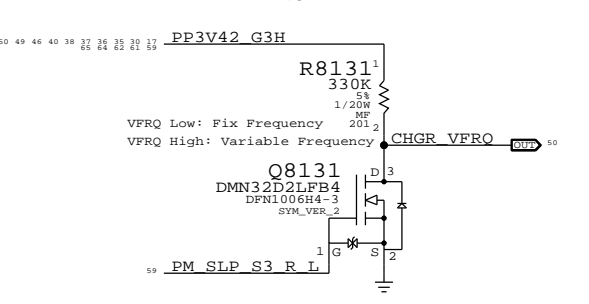 PP3V42_G3H
60 49 46 40 38 37 36 35 30 17
65 64 62 61 59
R8131 1
330K
5%
1/20W
MF
201 2
VFRQ Low: Fix Frequency
VFRQ High: Variable Frequency
CHGR_VFRQ
OUT 50
Q8131
D 3
DMN32D2LFB4
DFN1006H4-3
SYM_VER_2
1 G S 2
59 PM_SLP_S3_R_L